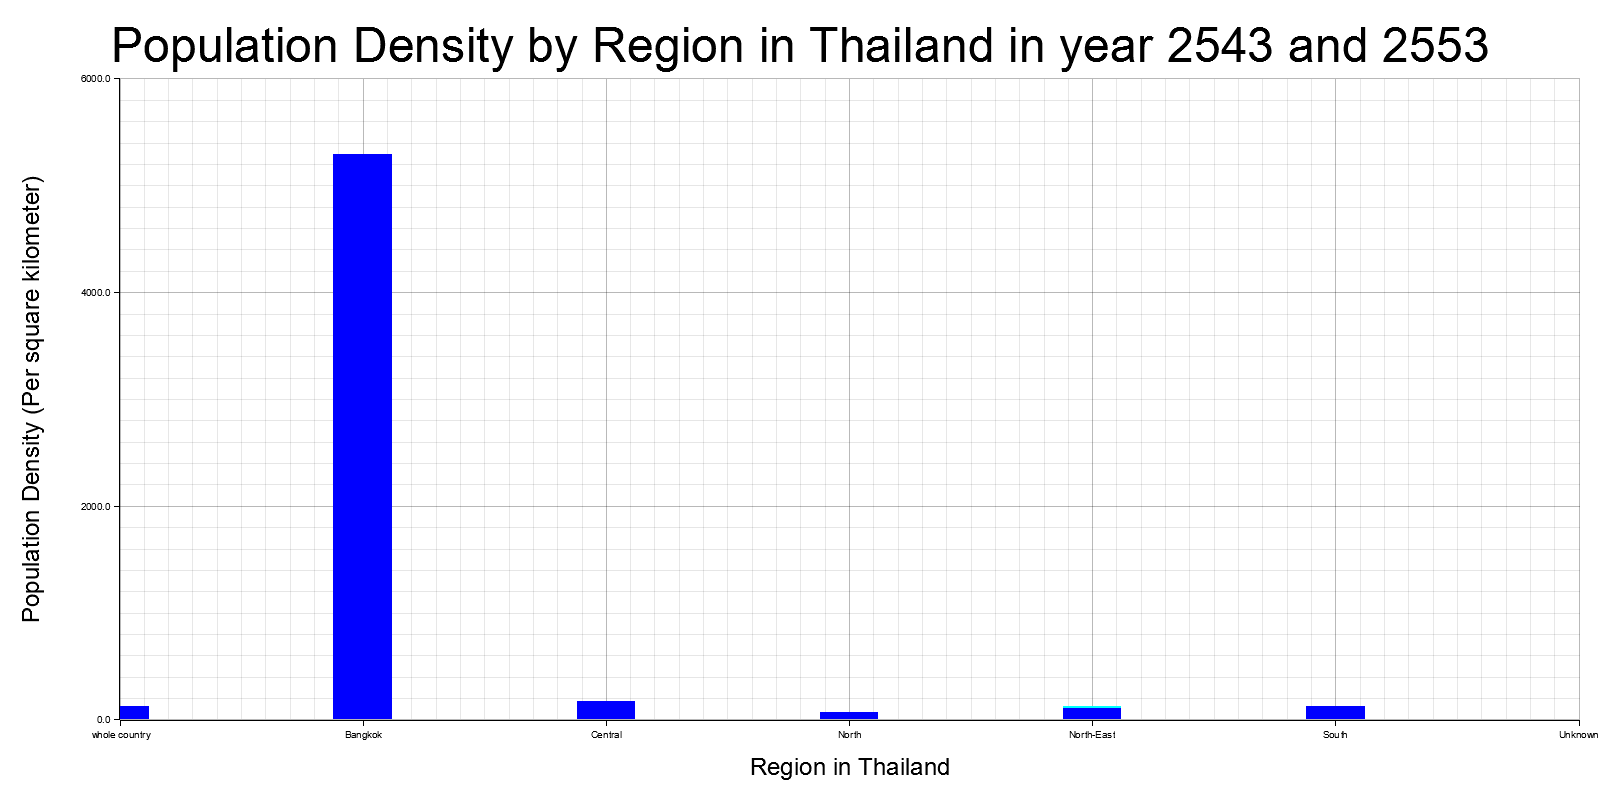 Population Density by Region in Thailand in year 2543 and 2553
Population Density (Per square kilometer)
6000.0
4000.0
2000.0
0.0
whole country
Bangkok
Central
North
North-East
South
Unknown
Region in Thailand